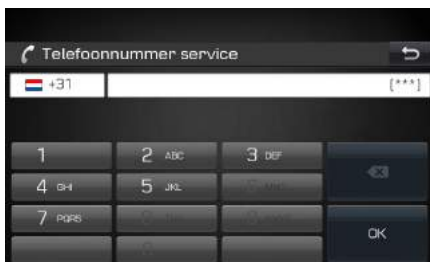 Telefoonnummer service
+31 [***]
1 2 ABC 3 DEF
4 GHI 5 JKL
7 PQRS
OK